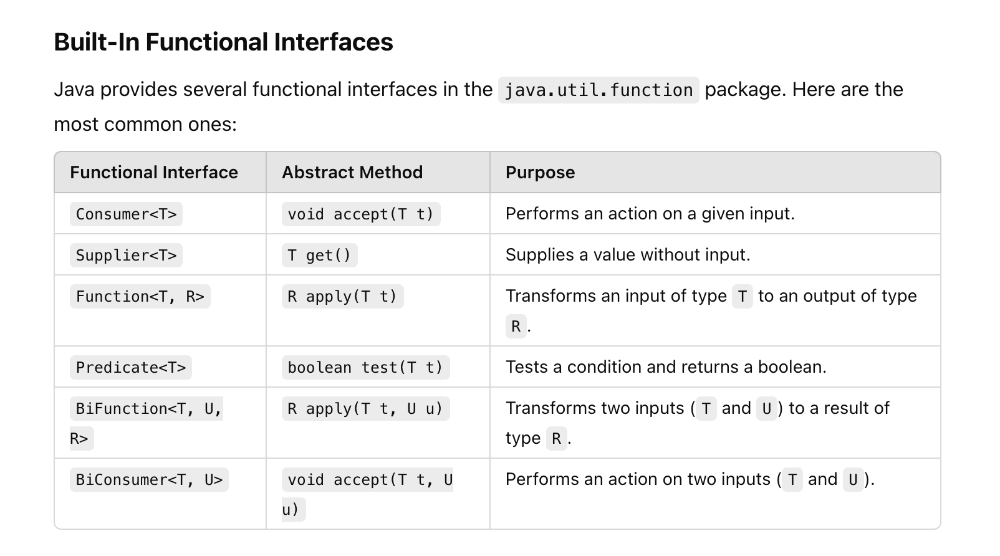 Built-In Functional Interfaces
Java provides several functional interfaces in the java.util.function package. Here are the
most common ones:
Functional Interface Abstract Method Purpose
Consumer<T> void accept(T t) Performs an action on a given input.
Supplier<T> T get() Supplies a value without input.
Function<T, R> R apply(T t) Transforms an input of type T to an output of type
R.
Predicate<T> boolean test(T t) Tests a condition and returns a boolean.
BiFunction<T, U, R apply(T t, U u) Transforms two inputs (T and U) to a result of
R> type R.
BiConsumer<T, U> void accept(T t, U Performs an action on two inputs (T and U).
u)